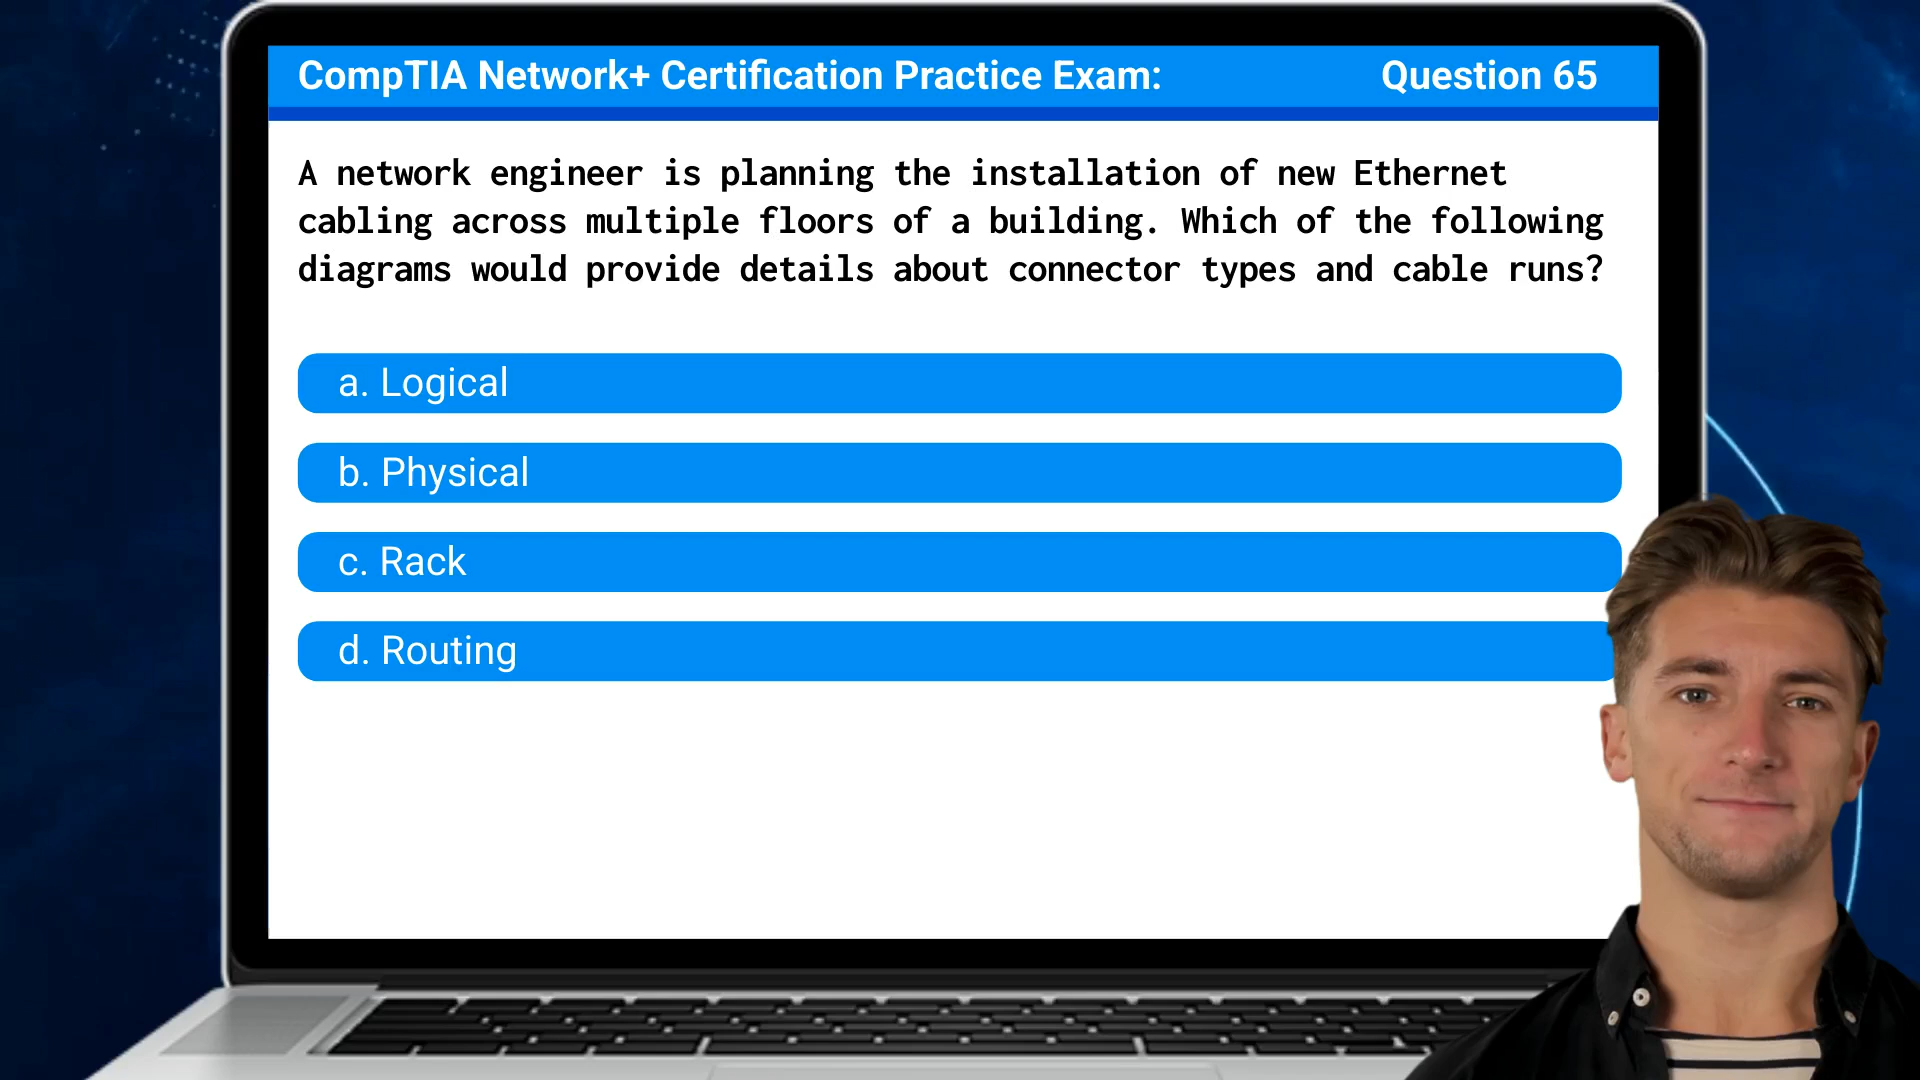 CompTIA Network+ Certification Practice Exam: Question 65
A network engineer is planning the installation of new Ethernet
cabling across multiple floors of a building. Which of the following
diagrams would provide details about connector types and cable runs?
a. Logical
b. Physical
c. Rack
d. Routing